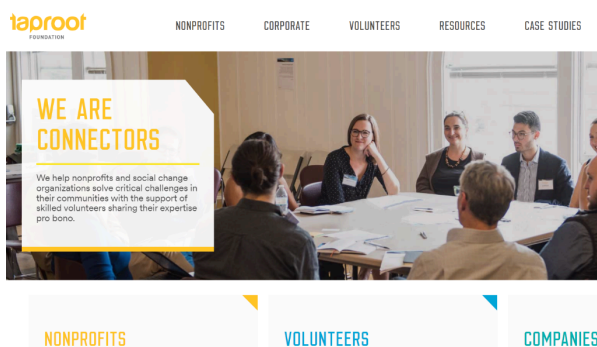 taproot
FOUNDATION
NONPROFITS
CORPORATE
VOLUNTEERS
RESOURCES
CASE STUDIES
WE ARE
CONNECTORS
We help nonprofits and social change
organizations solve critical challenges in
their communities with the support of
skilled volunteers sharing their expertise
pro bono.
NONPROFITS
VOLUNTEERS
COMPANIES